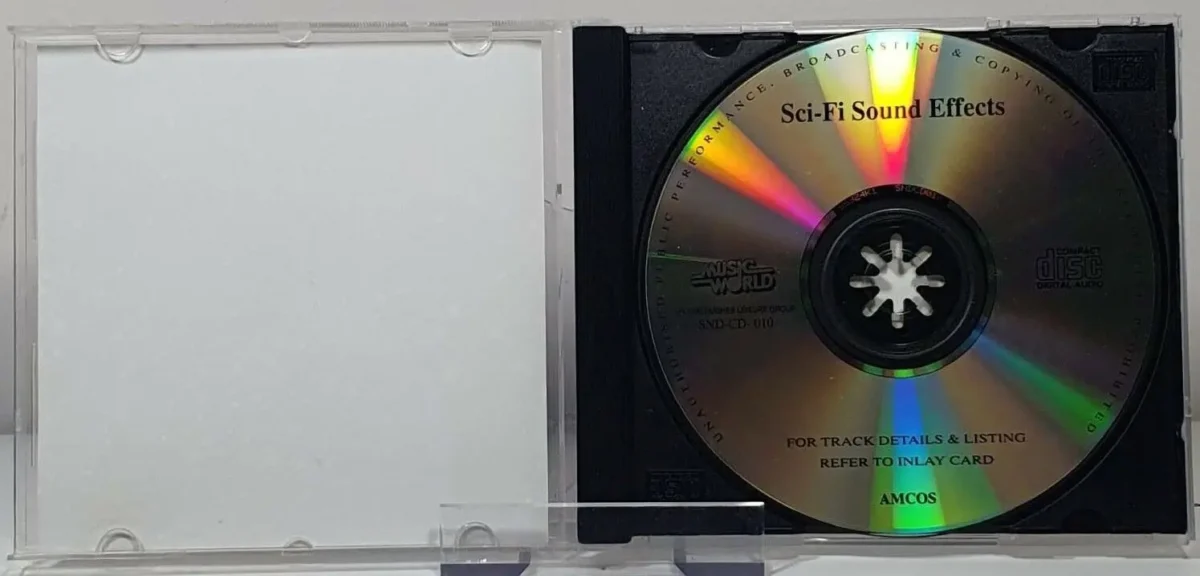 UNAUTHORISED PUBLIC PERFORMANCE, BROADCASTING & COPYING OF
PROHIBITED
Sci-Fi Sound Effects
MUSIC WORLD
SND-CD- 010
COMPACT
disc
DIGITAL AUDIO
FOR TRACK DETAILS & LISTING
REFER TO INLAY CARD
AMCOS